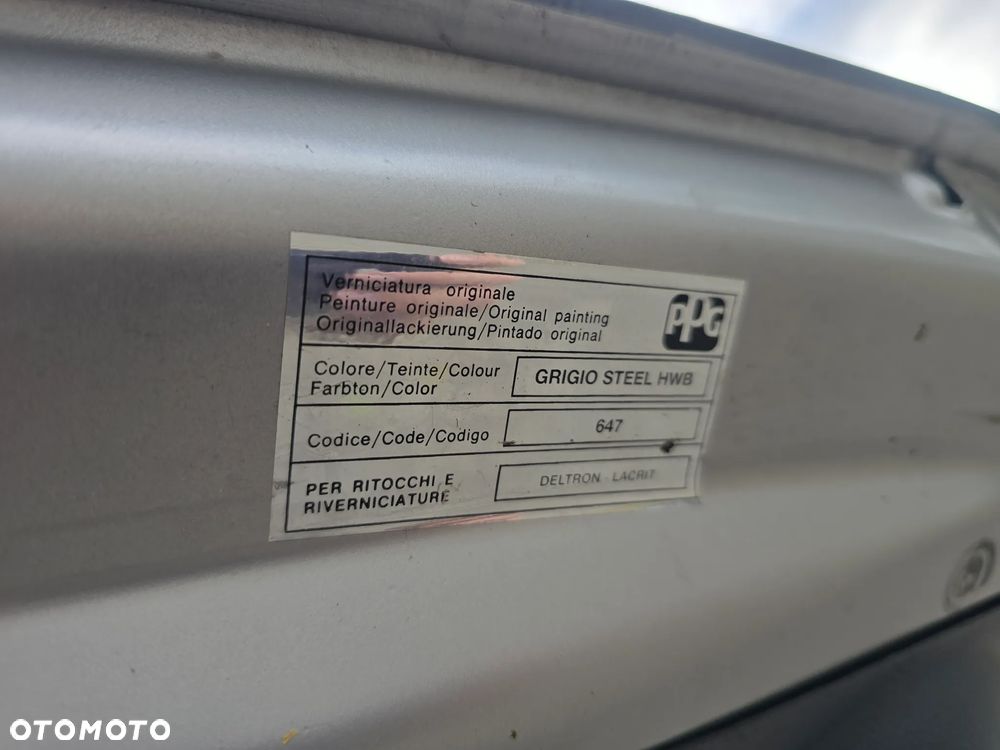 Verniciatura originale
Peinture originale/Original painting
Originallackierung/Pintado original
PPG
Colore/Teinte/Colour
Farbton/Color
GRIGIO STEEL HWB
Codice/Code/Codigo
647
PER RITOCCHI E
RIVERNICIATURE
DELTRON - LACRIT
OTOMOTO